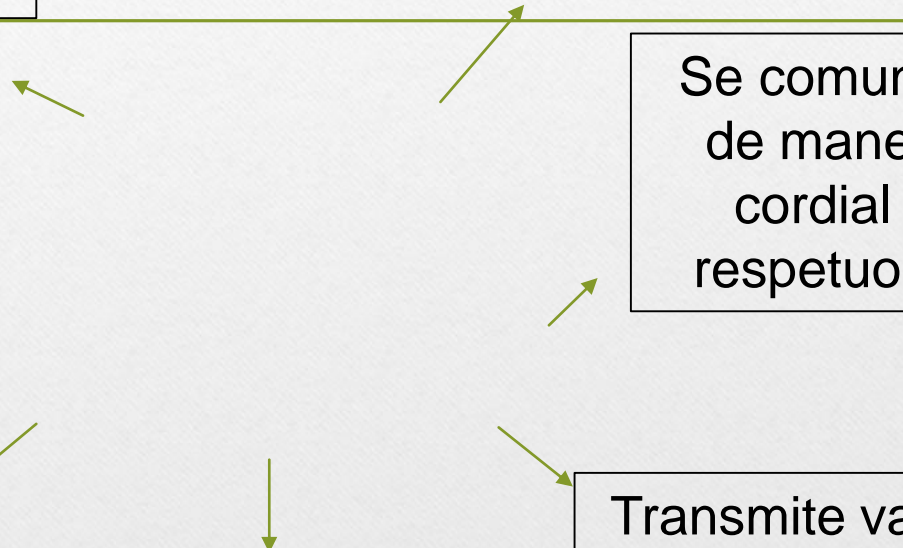 Se comun
de mane
cordial
respetuo
Transmite va